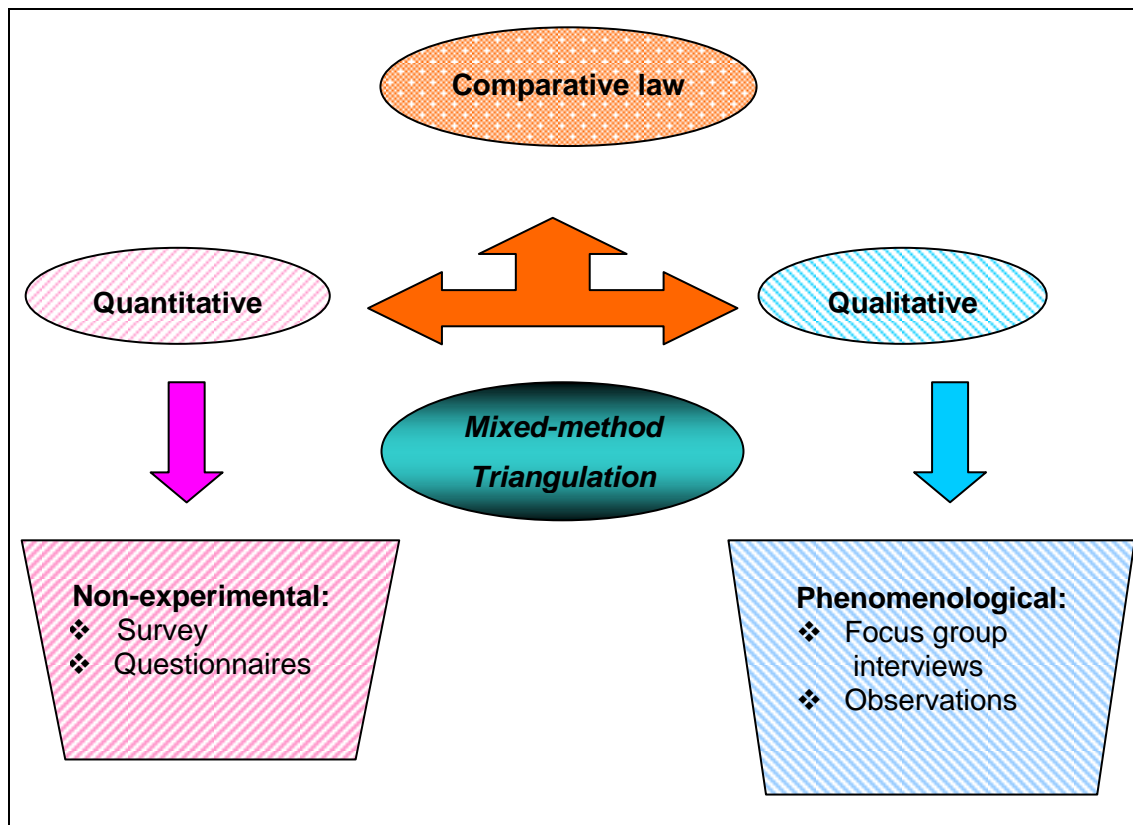 Comparative law
Quantitative
Qualitative
Mixed-method
Triangulation
Non-experimental:
❖ Survey
❖ Questionnaires
Phenomenological:
❖ Focus group
interviews
❖ Observations